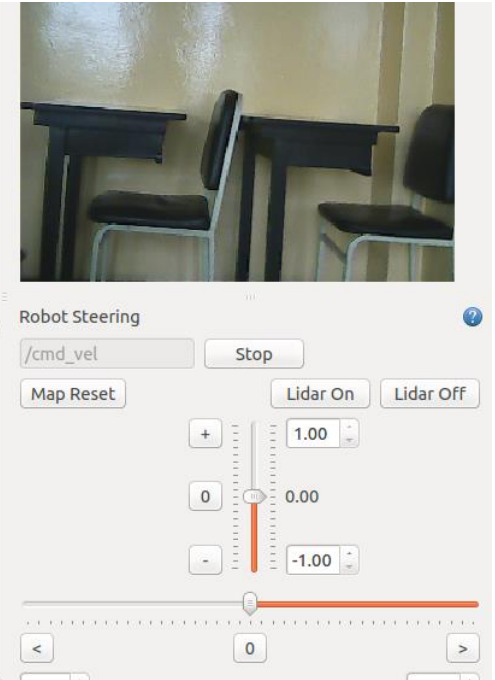 Robot Steering ?
/cmd_vel Stop
Map Reset Lidar On Lidar Off
+ 1.00
0 0.00
- -1.00
< 0 >